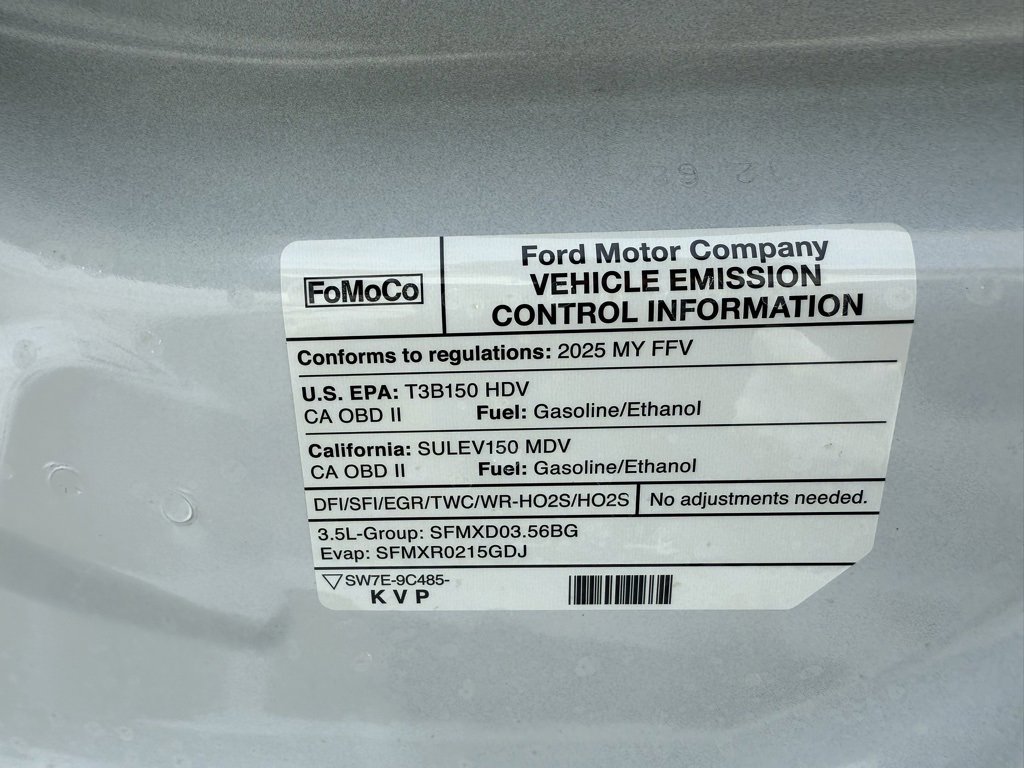 FoMoCo
Ford Motor Company
VEHICLE EMISSION
CONTROL INFORMATION
Conforms to regulations: 2025 MY FFV
U.S. EPA: T3B150 HDV
CA OBD II Fuel: Gasoline/Ethanol
California: SULEV150 MDV
CA OBD II Fuel: Gasoline/Ethanol
DFI/SFI/EGR/TWC/WR-HO2S/HO2S No adjustments needed.
3.5L-Group: SFMXD03.56BG
Evap: SFMXR0215GDJ
SW7E-9C485-
K V P